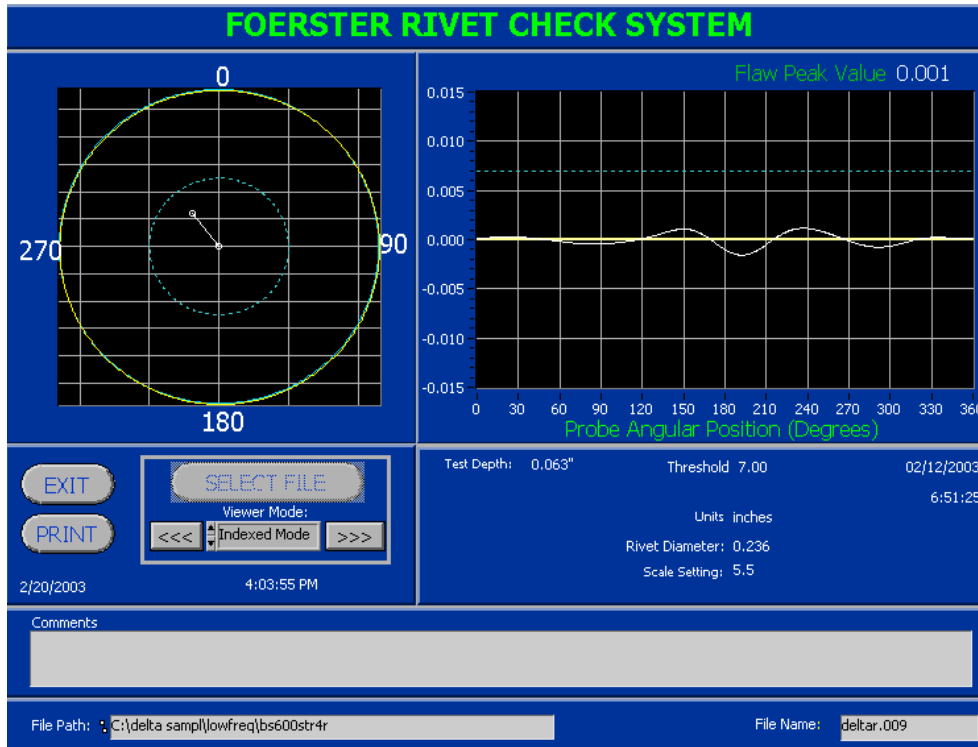 FOERSTER RIVET CHECK SYSTEM
0
270
90
180
Flaw Peak Value 0.001
0.015
0.010
0.005
0.000
-0.005
-0.010
-0.015
0 30 60 90 120 150 180 210 240 270 300 330 360
Probe Angular Position (Degrees)
EXIT
PRINT
SELECT FILE
Viewer Mode:
<<< Indexed Mode >>>
2/20/2003 4:03:55 PM
Test Depth: 0.063" Threshold 7.00 02/12/2003
6:51:25
Units inches
Rivet Diameter: 0.236
Scale Setting: 5.5
Comments
File Path: C:\delta sampl\lowfreq\bs600str4r File Name: deltar.009